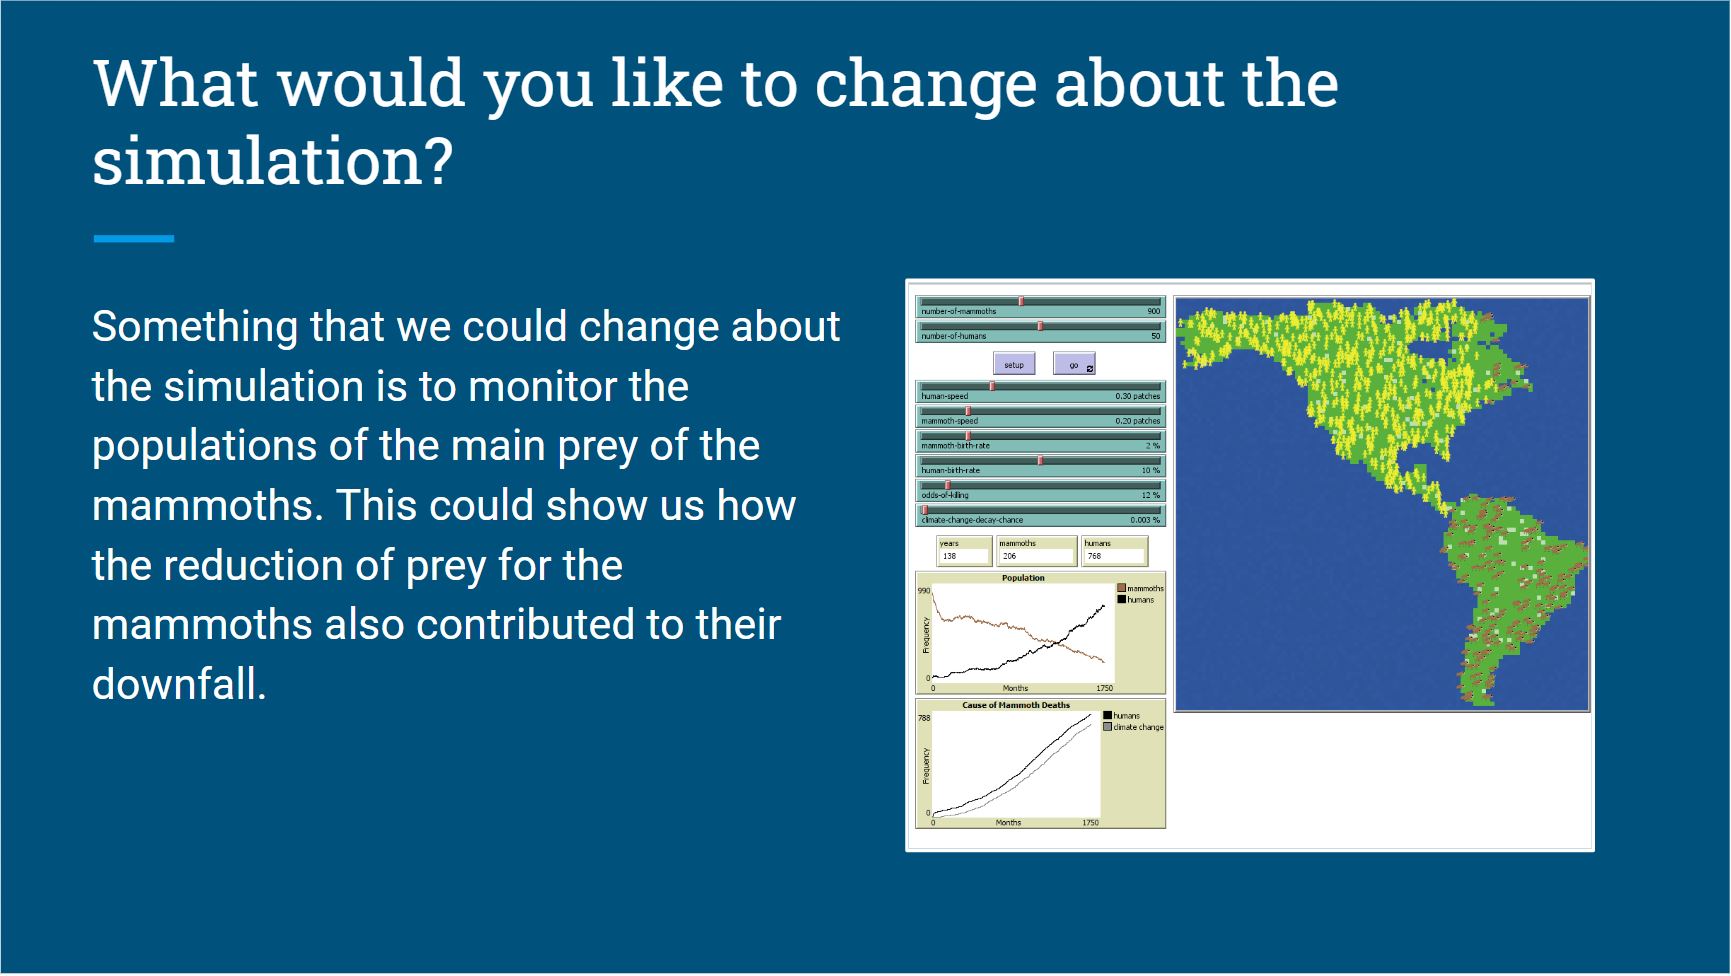 What would you like to change about the
simulation?
Something that we could change about
the simulation is to monitor the
populations of the main prey of the
mammoths. This could show us how
the reduction of prey for the
mammoths also contributed to their
downfall.
number-of-mammoths 900
number-of-humans 50
setup go
human-speed 0.30 patches
mammoth-speed 0.20 patches
mammoth-birth-rate 2 %
human-birth-rate 10 %
odds-of-killing 12 %
climate-change-decay-chance 0.003 %
years mammoths humans
138 206 768
Population
990
mammoths
humans
Frequency
0
0 Months 1750
Cause of Mammoth Deaths
788
humans
climate change
Frequency
0
0 Months 1750